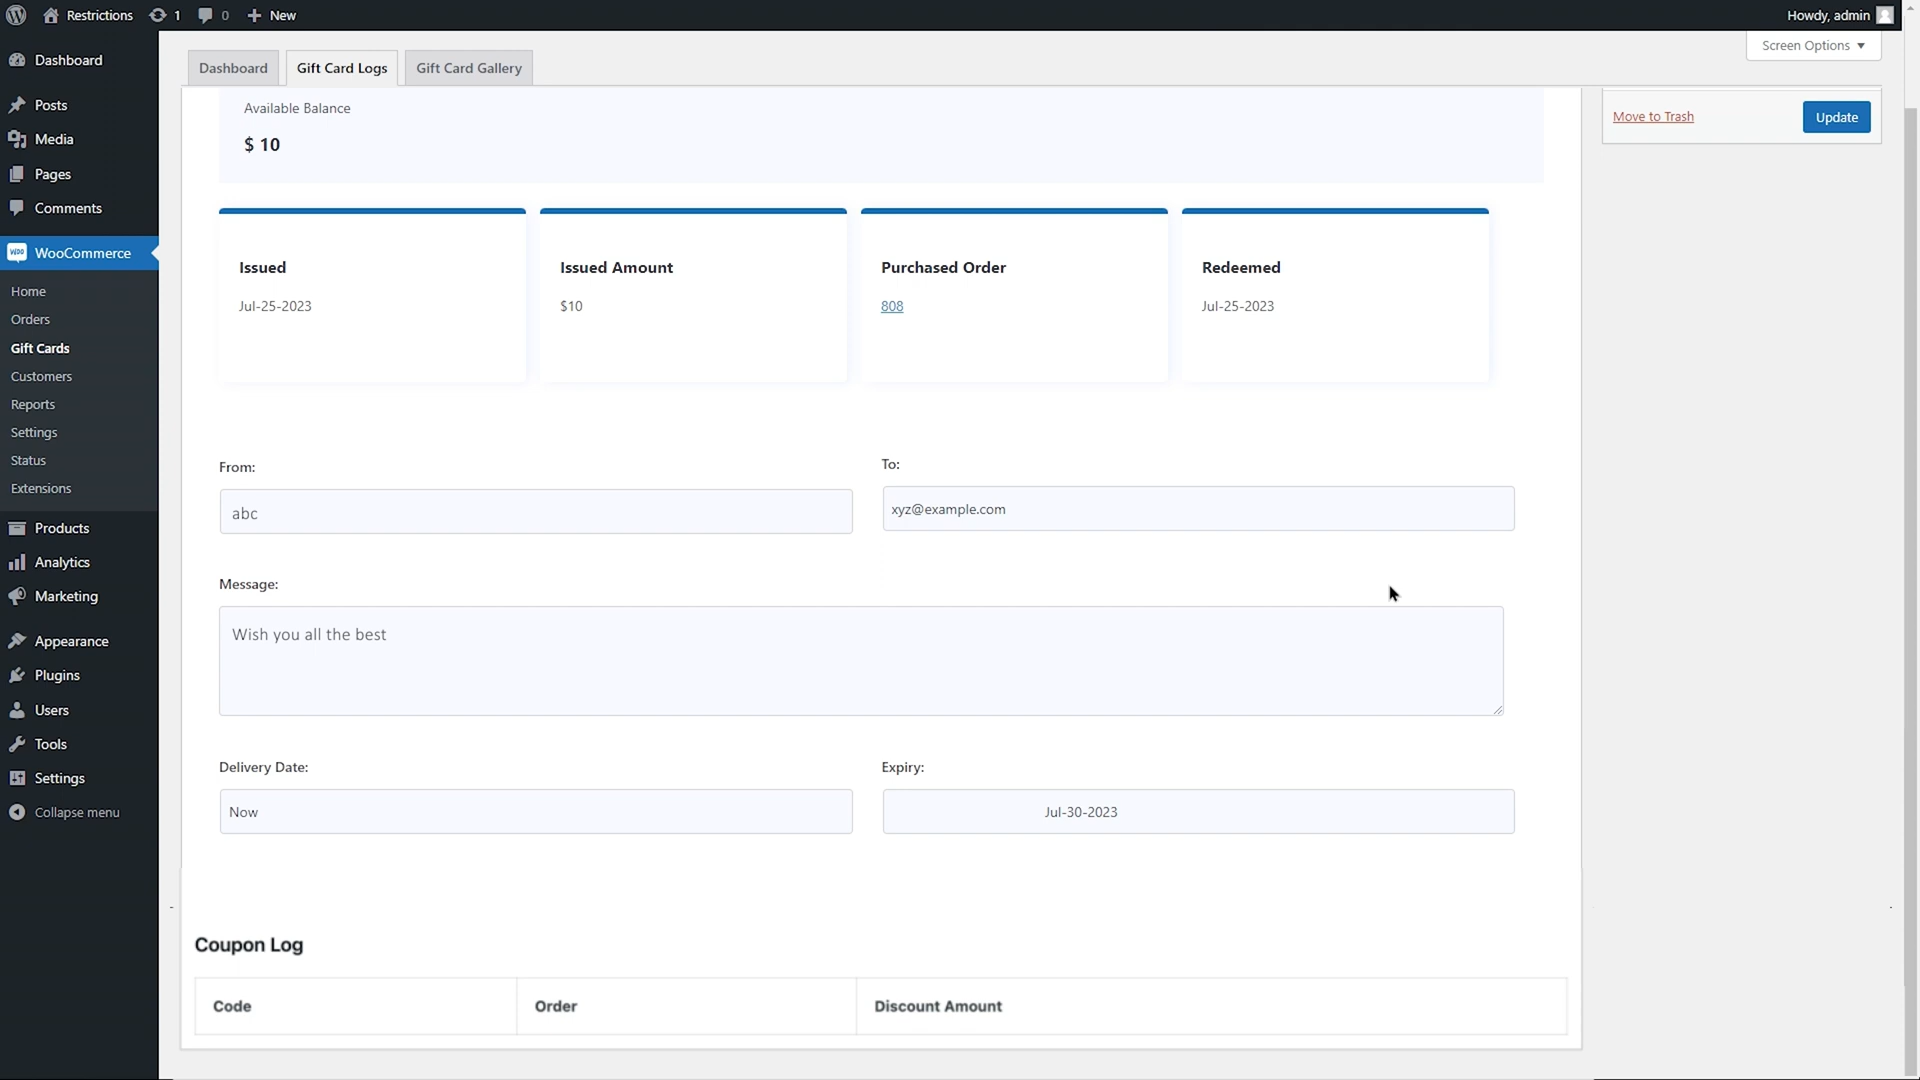 Restrictions
1
0
New
Howdy, admin
Screen Options
Dashboard
Gift Card Logs
Gift Card Gallery
Dashboard
Posts
Media
Pages
Comments
WooCommerce
Home
Orders
Gift Cards
Customers
Reports
Settings
Status
Extensions
Products
Analytics
Marketing
Appearance
Plugins
Users
Tools
Settings
Collapse menu
Available Balance
$ 10
Move to Trash
Update
Issued
Jul-25-2023
Issued Amount
$10
Purchased Order
808
Redeemed
Jul-25-2023
From:
abc
To:
xyz@example.com
Message:
Wish you all the best
Delivery Date:
Now
Expiry:
Jul-30-2023
Coupon Log
Code
Order
Discount Amount